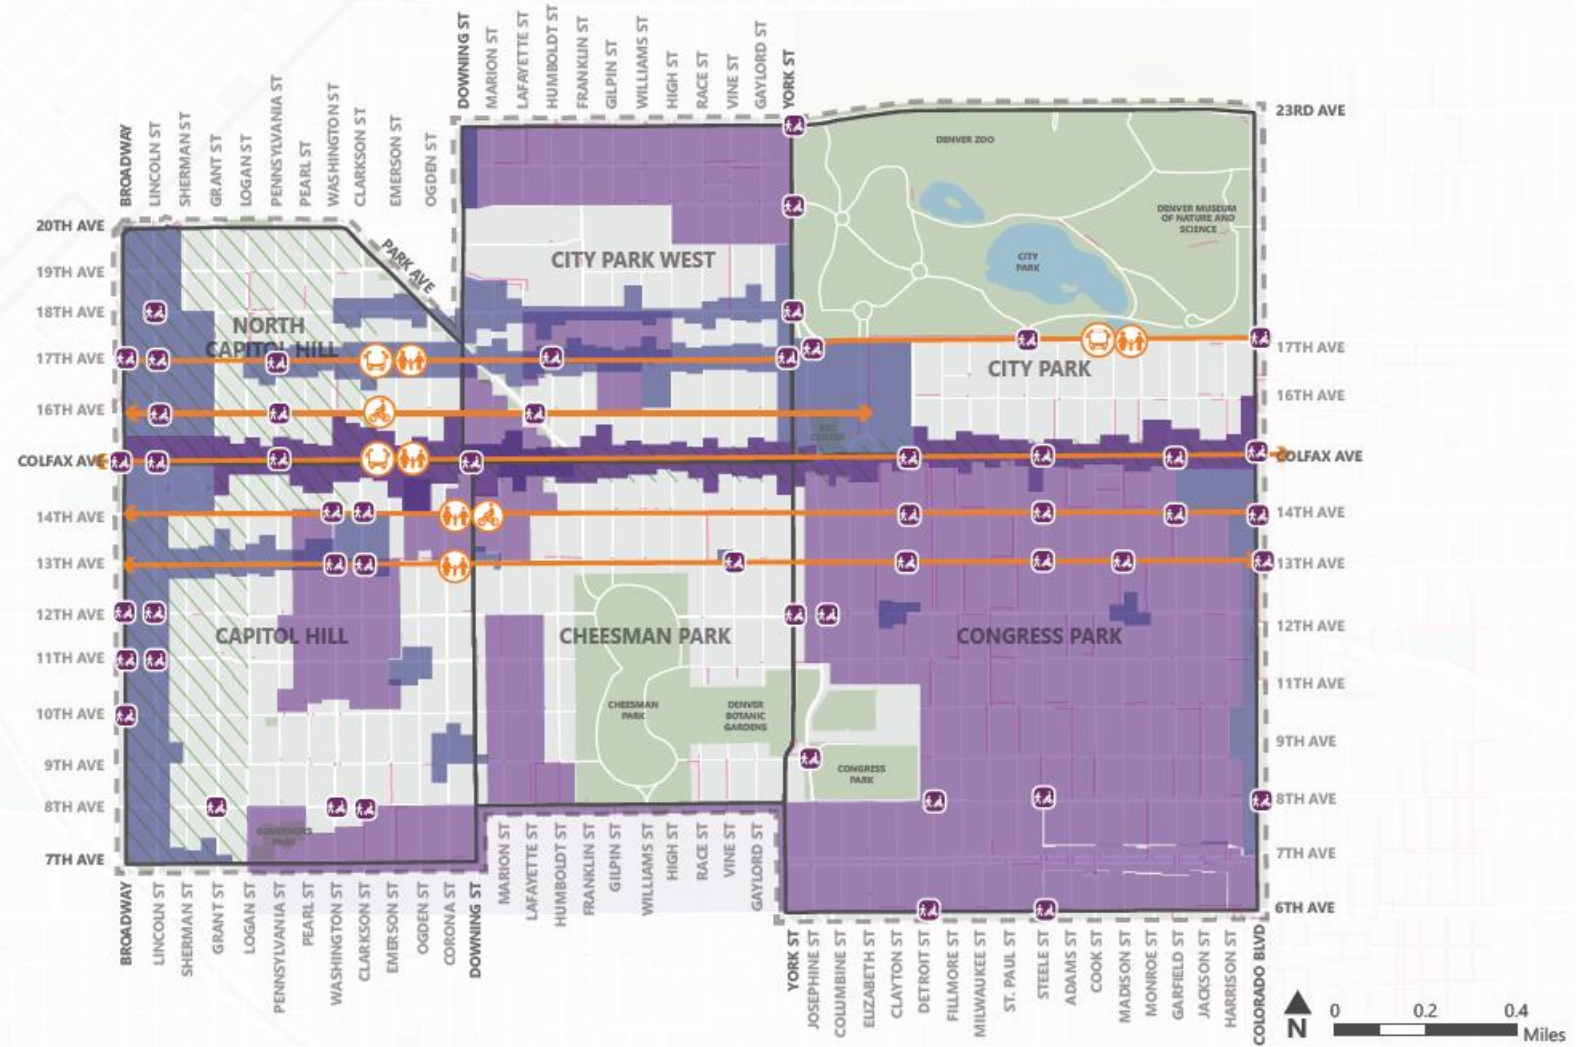 DOWNING ST
MARION ST
LAFAYETTE ST
HUMBOLDT ST
FRANKLIN ST
GILPIN ST
WILLIAMS ST
HIGH ST
RACE ST
VINE ST
GAYLORD ST
YORK ST
BROADWAY
LINCOLN ST
SHERMAN ST
GRANT ST
LOGAN ST
PENNSYLVANIA ST
PEARL ST
WASHINGTON ST
CLARKSON ST
EMERSON ST
OGDEN ST
PARK AVE
20TH AVE
19TH AVE
18TH AVE
17TH AVE
16TH AVE
COLFAX AVE
14TH AVE
13TH AVE
12TH AVE
11TH AVE
10TH AVE
9TH AVE
8TH AVE
7TH AVE
23RD AVE
17TH AVE
16TH AVE
COLFAX AVE
14TH AVE
13TH AVE
12TH AVE
11TH AVE
9TH AVE
8TH AVE
7TH AVE
6TH AVE
DENVER ZOO
DENVER MUSEUM
OF NATURE AND
SCIENCE
CITY
PARK
CITY PARK WEST
NORTH
CAPITOL HILL
CITY PARK
CAPITOL HILL
CHEESMAN PARK
CONGRESS PARK
CHEESMAN
PARK
DENVER
BOTANIC
GARDENS
CONGRESS
PARK
GOVERNORS
PARK
BROADWAY
LINCOLN ST
SHERMAN ST
GRANT ST
LOGAN ST
PENNSYLVANIA ST
PEARL ST
WASHINGTON ST
CLARKSON ST
EMERSON ST
OGDEN ST
CORONA ST
DOWNING ST
MARION ST
LAFAYETTE ST
HUMBOLDT ST
FRANKLIN ST
GILPIN ST
WILLIAMS ST
HIGH ST
RACE ST
VINE ST
GAYLORD ST
YORK ST
JOSEPHINE ST
COLUMBINE ST
ELIZABETH ST
CLAYTON ST
DETROIT ST
FILLMORE ST
MILWAUKEE ST
ST. PAUL ST
STEELE ST
ADAMS ST
COOK ST
MADISON ST
MONROE ST
GARFIELD ST
JACKSON ST
HARRISON ST
COLORADO BLVD
N
0 0.2 0.4
Miles